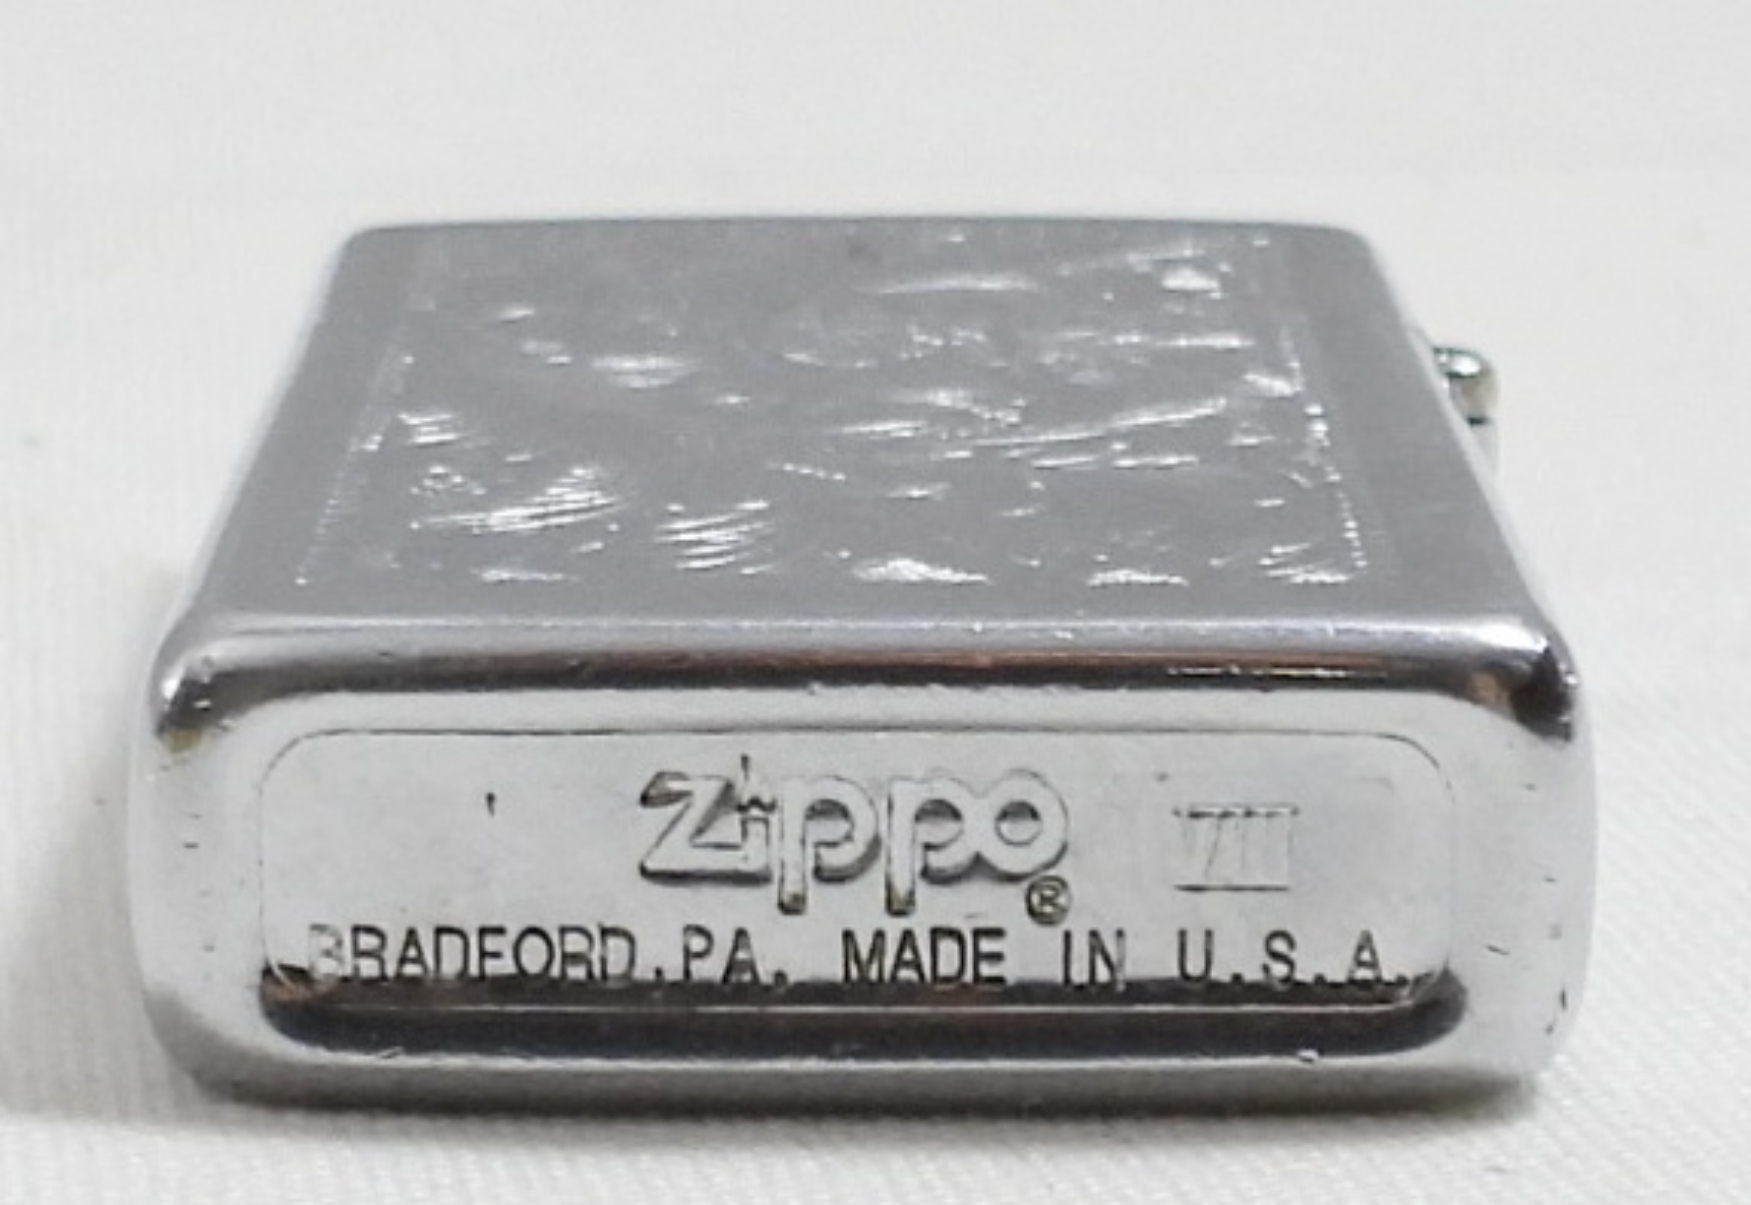 Zippo® VII
BRADFORD, PA. MADE IN U.S.A.